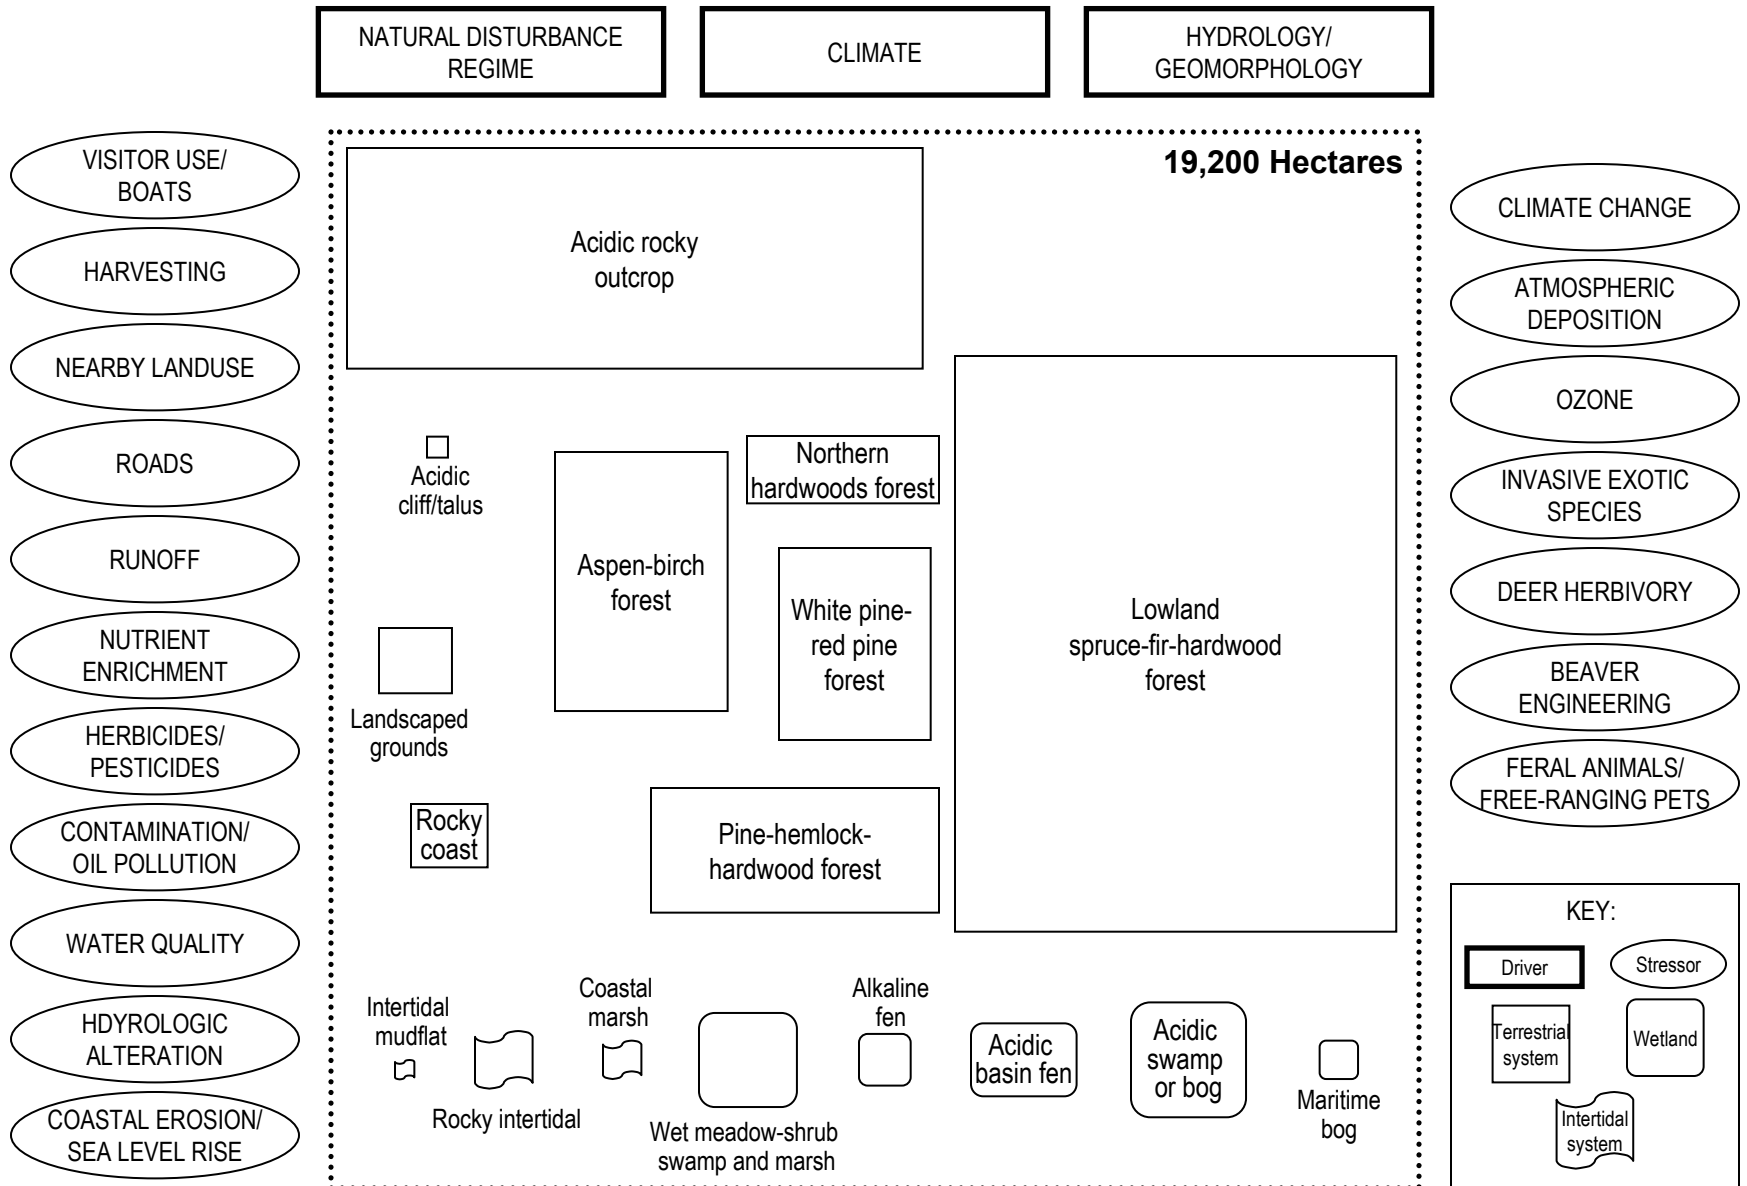 NATURAL DISTURBANCE
REGIME
CLIMATE
HYDROLOGY/
GEOMORPHOLOGY
VISITOR USE/
BOATS
HARVESTING
NEARBY LANDUSE
ROADS
RUNOFF
NUTRIENT
ENRICHMENT
HERBICIDES/
PESTICIDES
CONTAMINATION/
OIL POLLUTION
WATER QUALITY
HDYROLOGIC
ALTERATION
COASTAL EROSION/
SEA LEVEL RISE
19,200 Hectares
Acidic rocky
outcrop
Acidic
cliff/talus
Aspen-birch
forest
Northern
hardwoods forest
White pine-
red pine
forest
Lowland
spruce-fir-hardwood
forest
Landscaped
grounds
Rocky
coast
Pine-hemlock-
hardwood forest
Intertidal
mudflat
Rocky intertidal
Coastal
marsh
Wet meadow-shrub
swamp and marsh
Alkaline
fen
Acidic
basin fen
Acidic
swamp
or bog
Maritime
bog
CLIMATE CHANGE
ATMOSPHERIC
DEPOSITION
OZONE
INVASIVE EXOTIC
SPECIES
DEER HERBIVORY
BEAVER
ENGINEERING
FERAL ANIMALS/
FREE-RANGING PETS
KEY:
Driver
Stressor
Terrestrial
system
Wetland
Intertidal
system